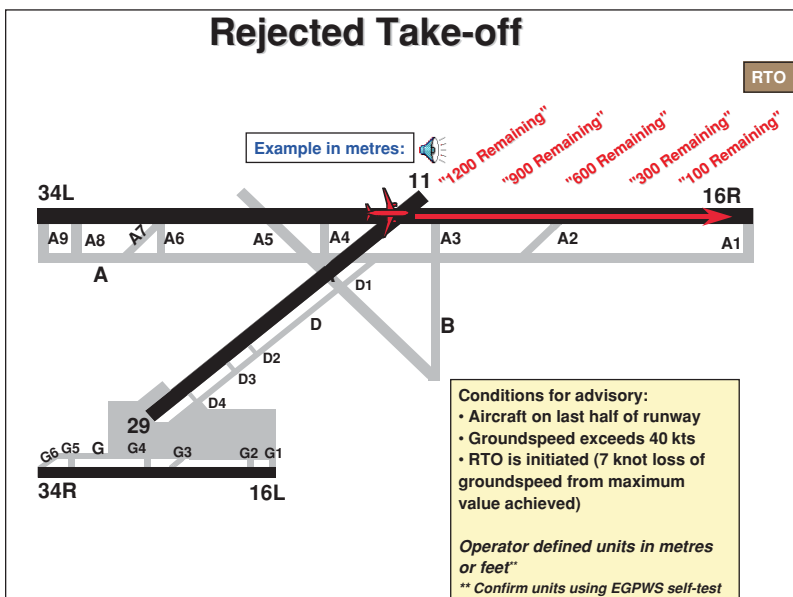 Rejected Take-off
RTO
Example in metres:
"1200 Remaining"
"900 Remaining"
"600 Remaining"
"300 Remaining"
"100 Remaining"
34L
11
16R
A9
A8
A7
A6
A5
A4
A3
A2
A1
A
D1
D
B
D2
D3
D4
29
G6
G5
G
G4
G3
G2
G1
34R
16L
Conditions for advisory:
• Aircraft on last half of runway
• Groundspeed exceeds 40 kts
• RTO is initiated (7 knot loss of
groundspeed from maximum
value achieved)
Operator defined units in metres
or feet**
** Confirm units using EGPWS self-test